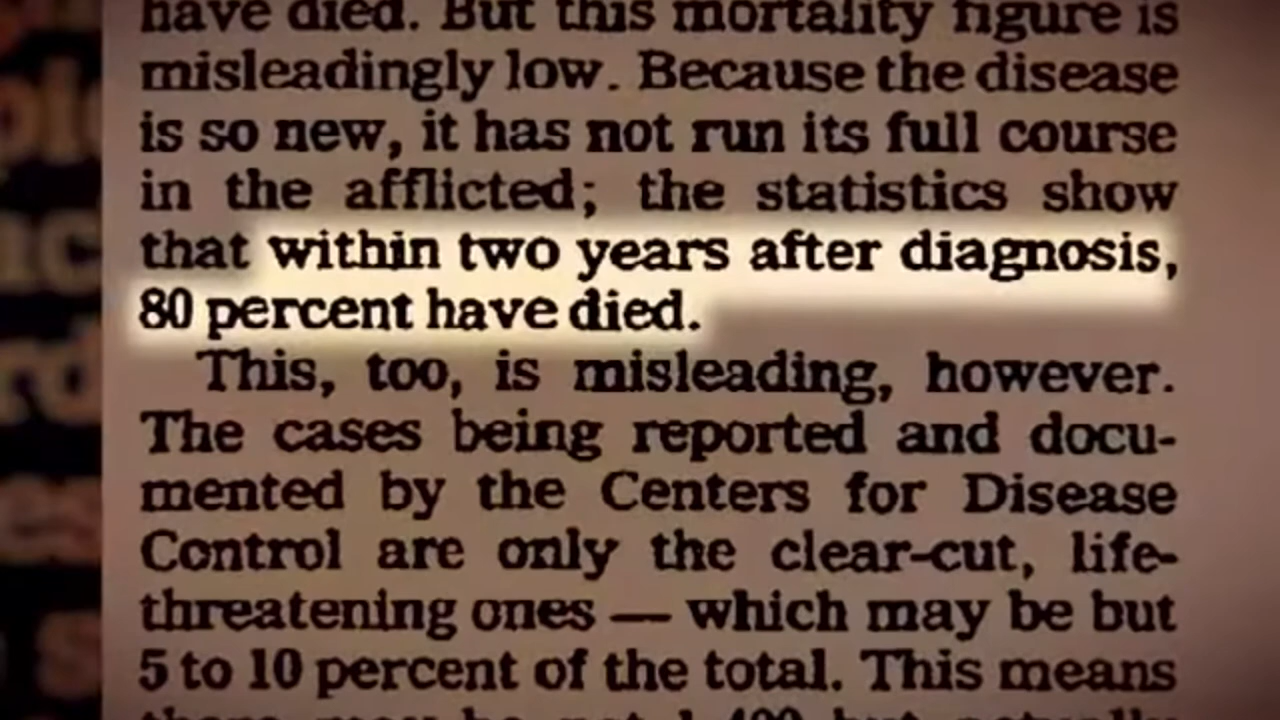 have died. But this mortality figure is
misleadingly low. Because the disease
is so new, it has not run its full course
in the afflicted; the statistics show
that within two years after diagnosis,
80 percent have died.
This, too, is misleading, however.
The cases being reported and docu-
mented by the Centers for Disease
Control are only the clear-cut, life-
threatening ones — which may be but
5 to 10 percent of the total. This means